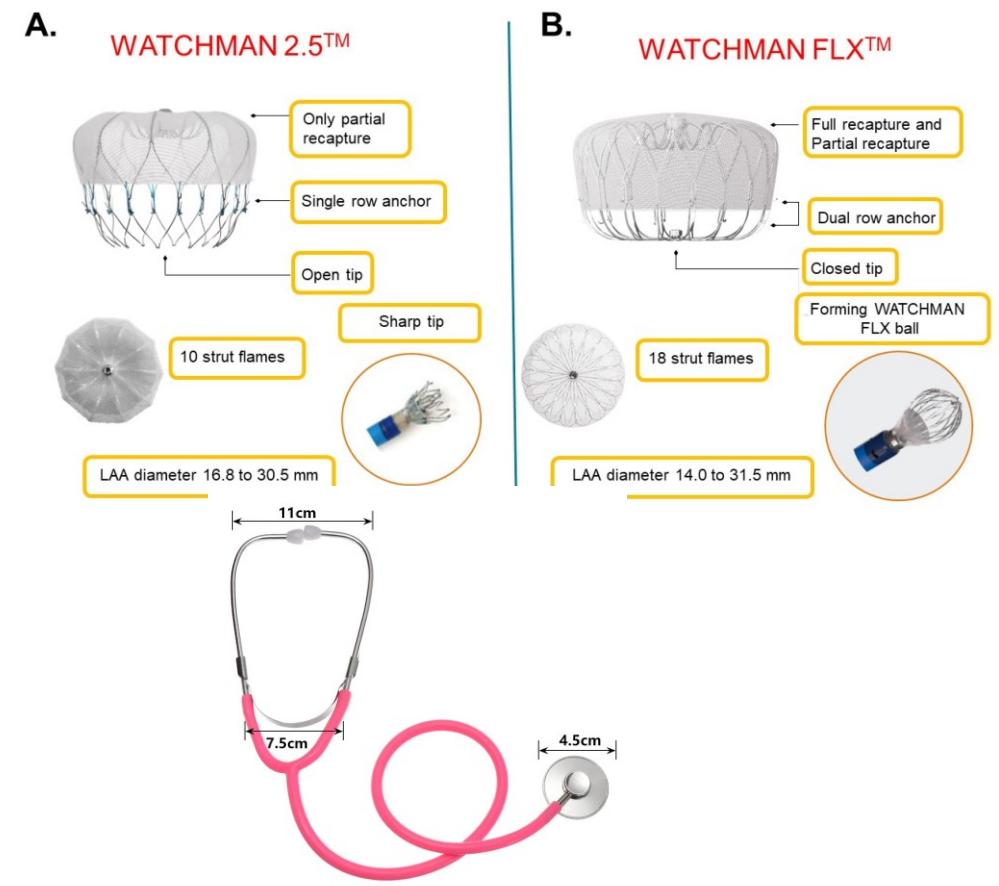 A.
WATCHMAN 2.5™
Only partial
recapture
Single row anchor
Open tip
Sharp tip
10 strut flames
LAA diameter 16.8 to 30.5 mm
B.
WATCHMAN FLX™
Full recapture and
Partial recapture
Dual row anchor
Closed tip
Forming WATCHMAN
FLX ball
18 strut flames
LAA diameter 14.0 to 31.5 mm
11cm
7.5cm
4.5cm